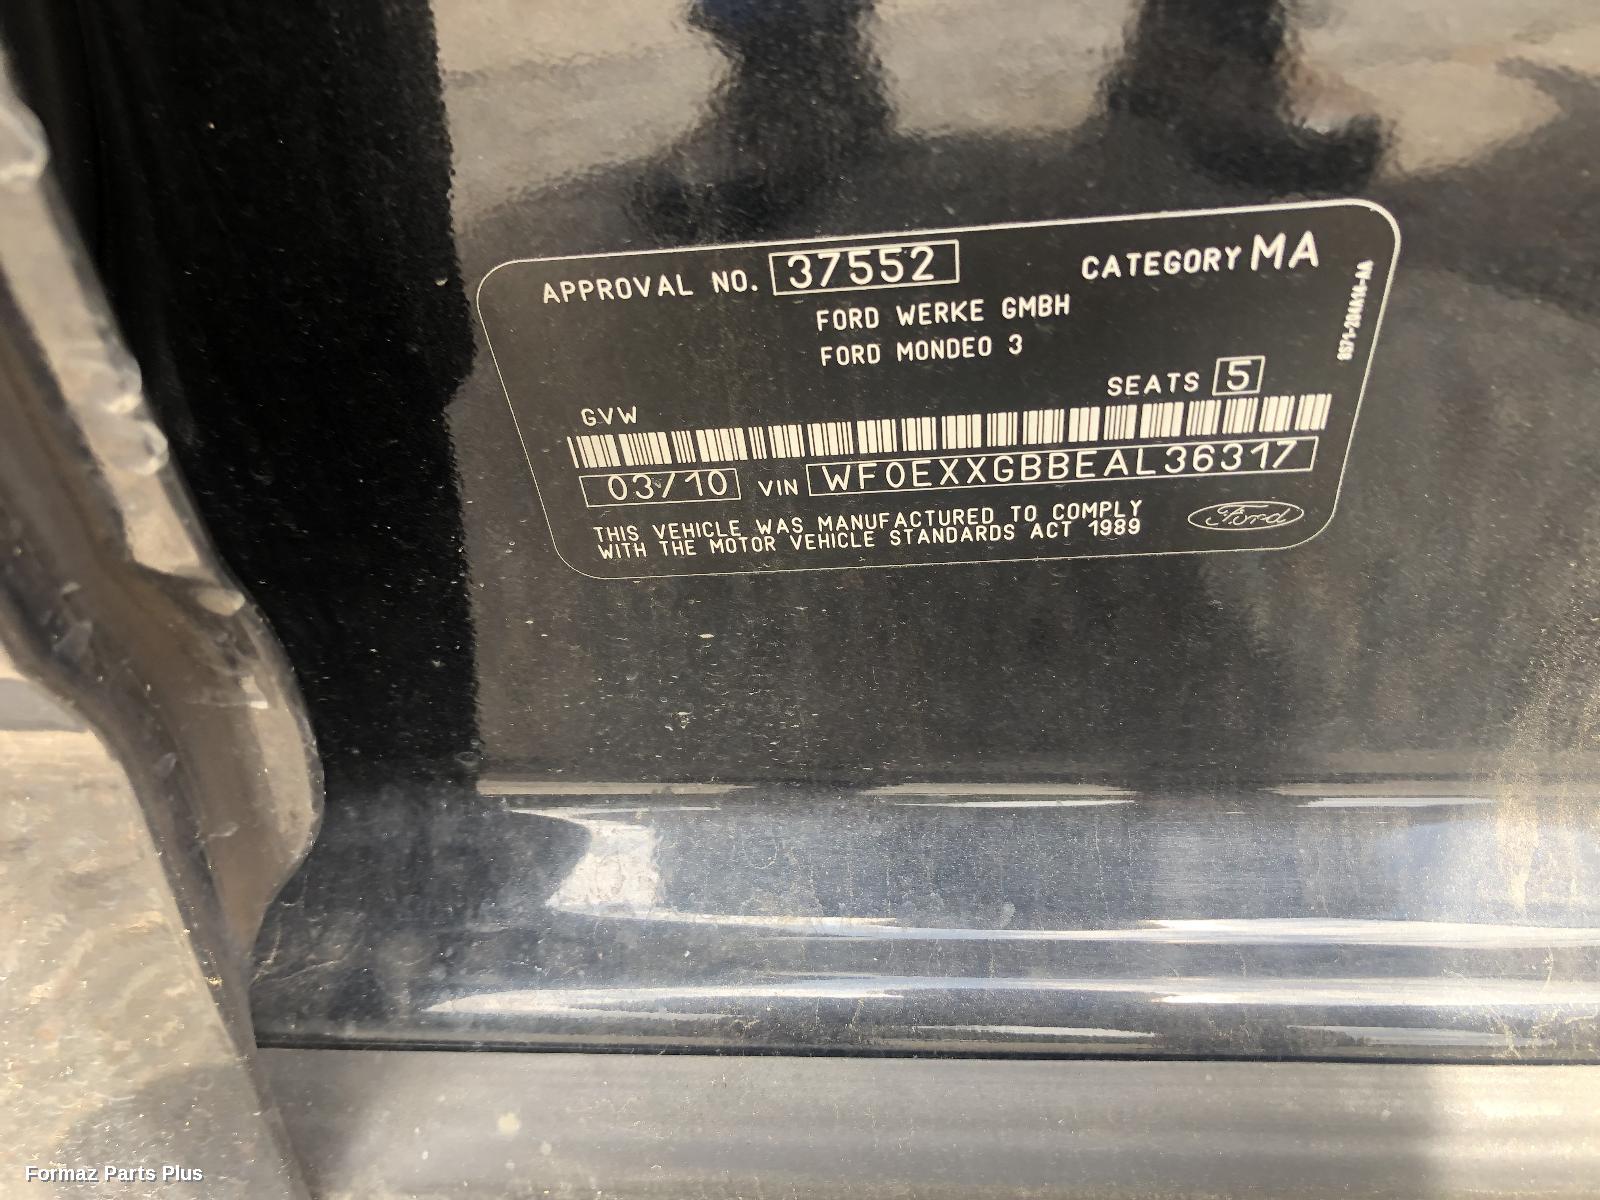 APPROVAL NO. 37552 CATEGORY MA
FORD WERKE GMBH
FORD MONDEO 3
SEATS 5
GVW
03/10 VIN WF0EXXGBBEAL36317
THIS VEHICLE WAS MANUFACTURED TO COMPLY
WITH THE MOTOR VEHICLE STANDARDS ACT 1989
Ford
Formaz Parts Plus